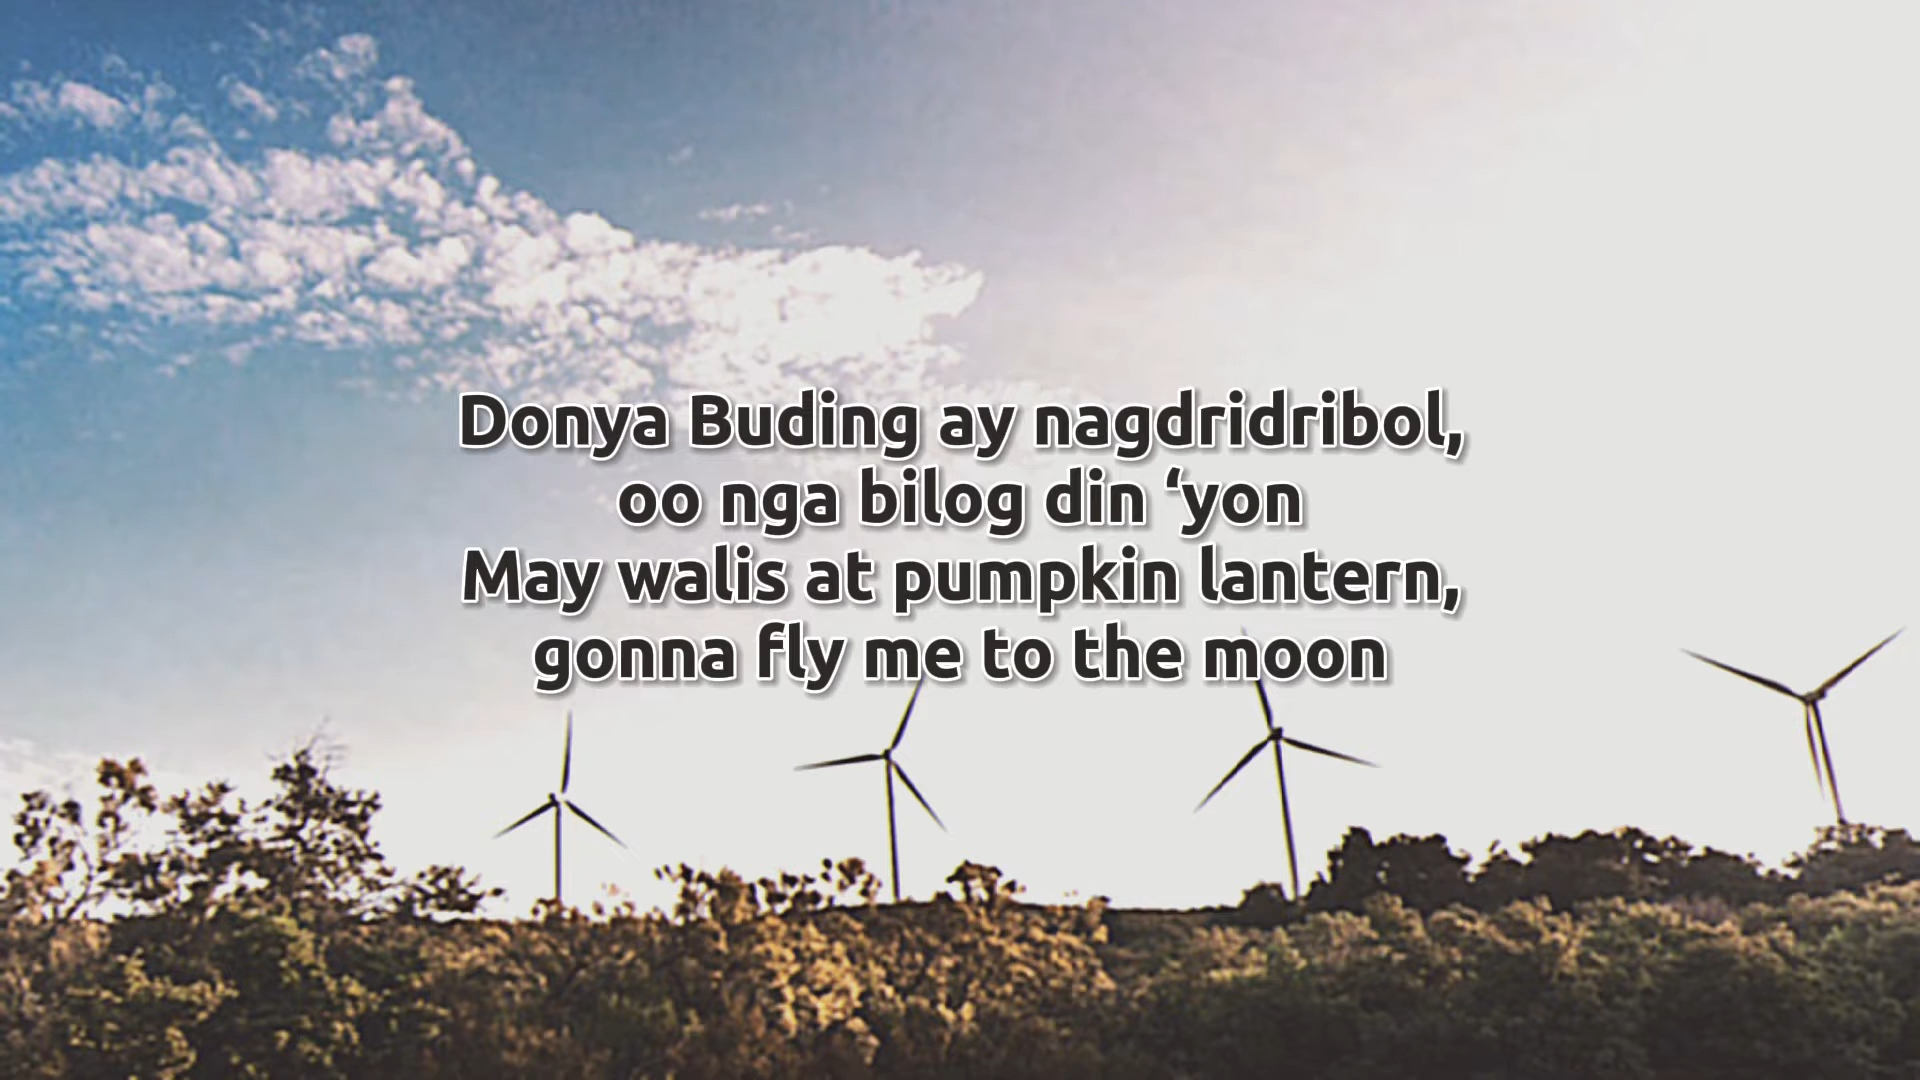 Donya Buding ay nagdridribol,
oo nga bilog din ‘yon
May walis at pumpkin lantern,
gonna fly me to the moon